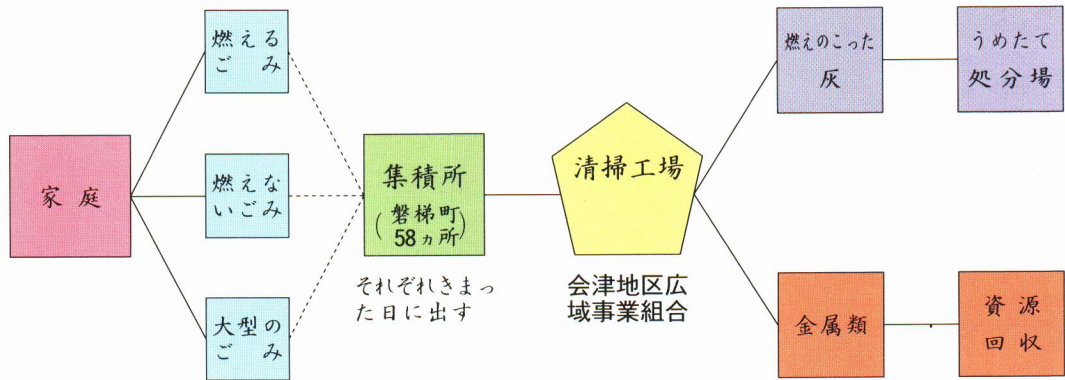 家庭
燃える
ごみ
燃えな
いごみ
大型の
ごみ
集積所
(磐梯町
58ヵ所)
それぞれきまっ
た日に出す
清掃工場
会津地区広
域事業組合
燃えのこった
灰
うめたて
処分場
金属類
資源
回収